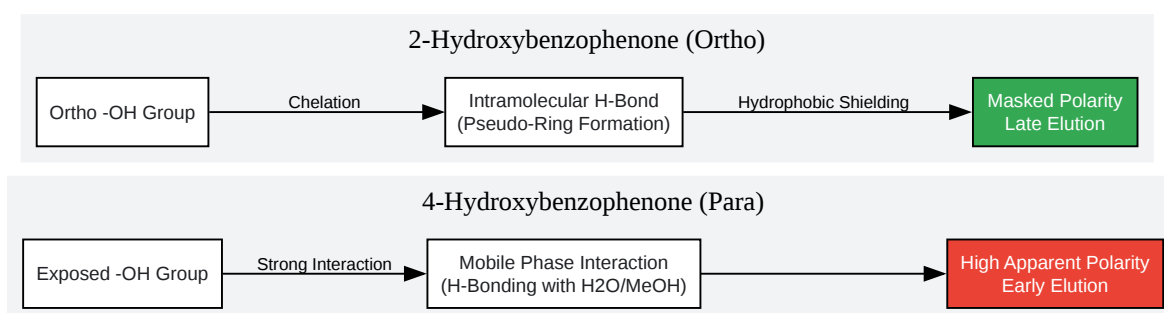 2-Hydroxybenzophenone (Ortho)
Ortho -OH Group
Chelation
Intramolecular H-Bond
(Pseudo-Ring Formation)
Hydrophobic Shielding
Masked Polarity
Late Elution
4-Hydroxybenzophenone (Para)
Exposed -OH Group
Strong Interaction
Mobile Phase Interaction
(H-Bonding with H2O/MeOH)
High Apparent Polarity
Early Elution